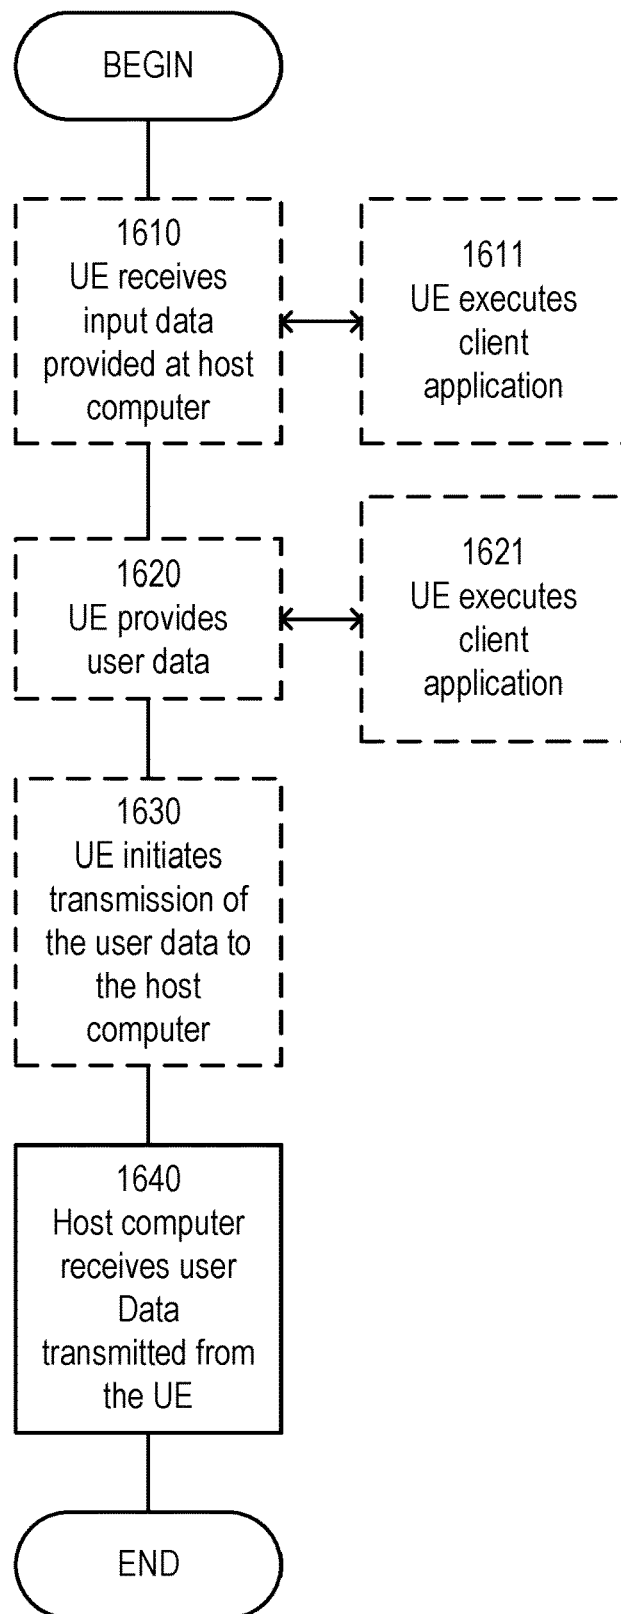 BEGIN
1610
UE receives
input data
provided at host
computer
1611
UE executes
client
application
1620
UE provides
user data
1621
UE executes
client
application
1630
UE initiates
transmission of
the user data to
the host
computer
1640
Host computer
receives user
Data
transmitted from
the UE
END